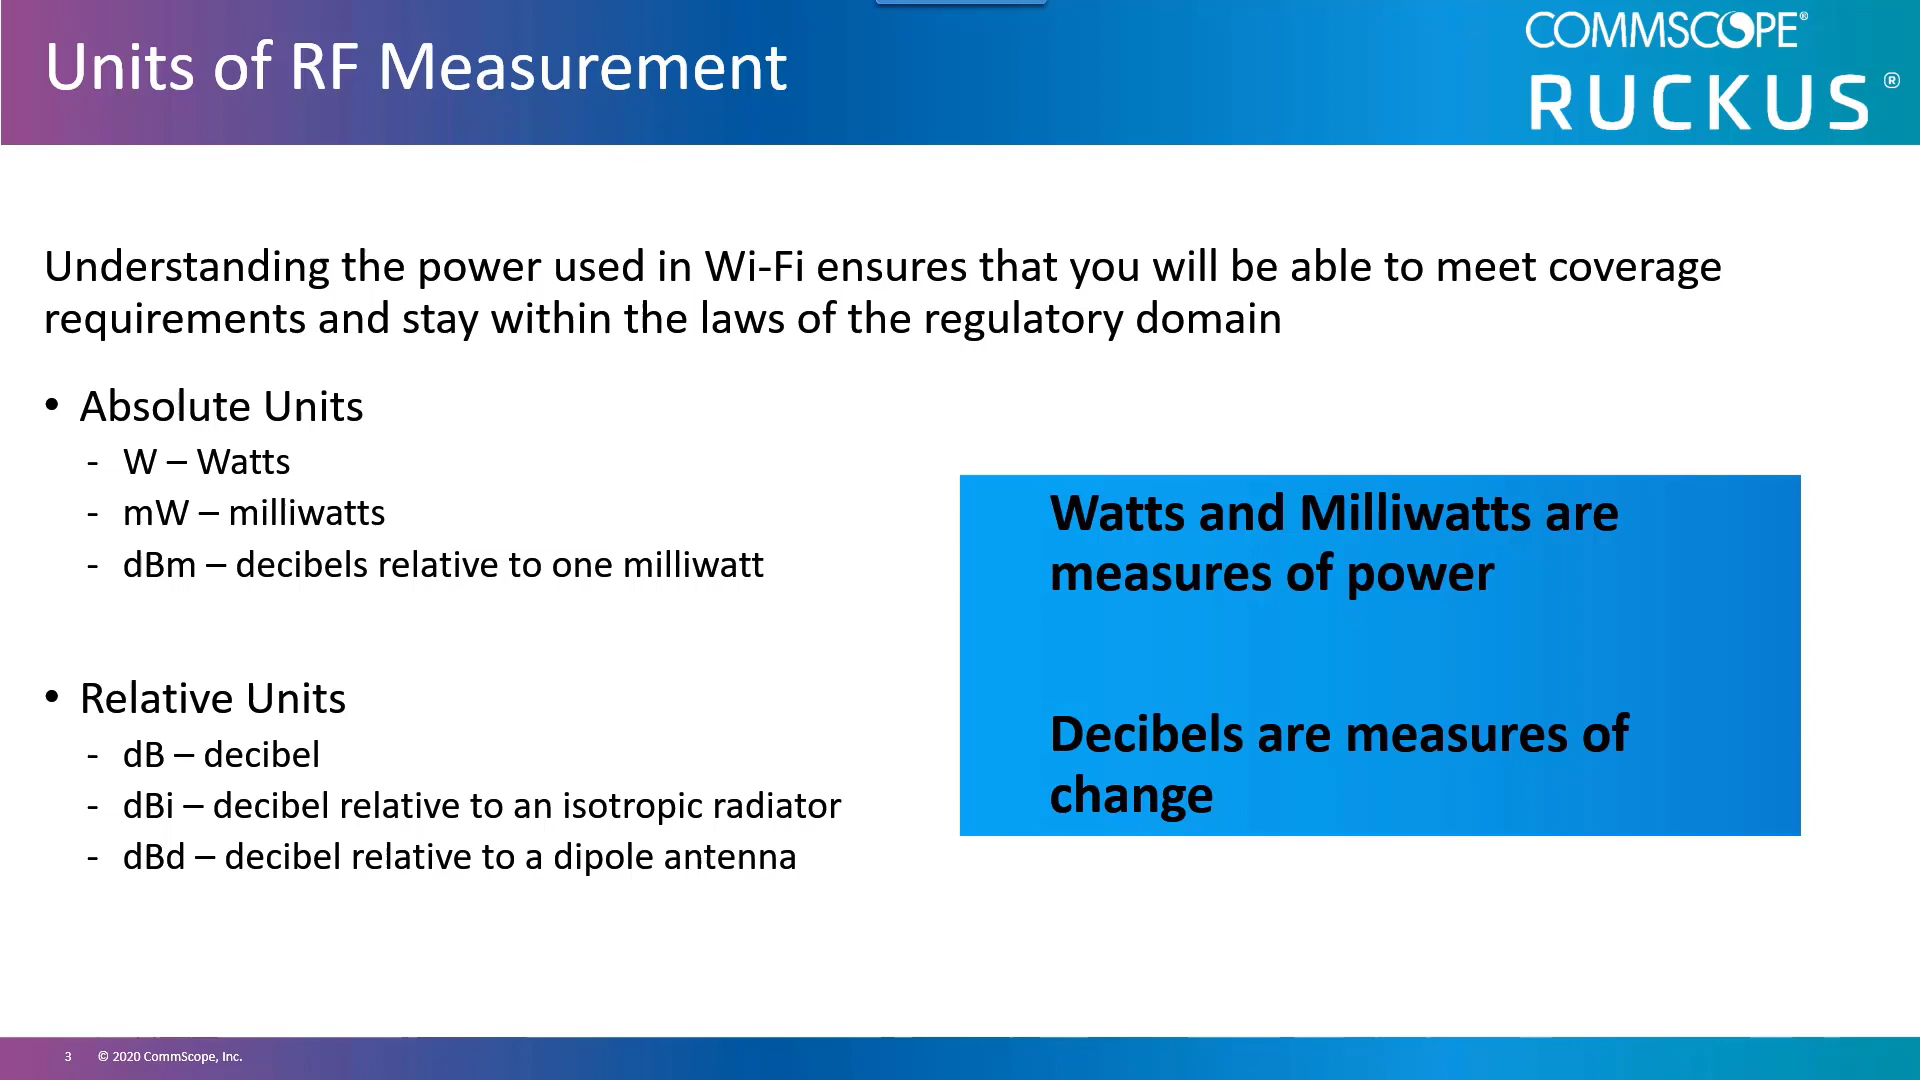 Units of RF Measurement
COMMSCOPE®
RUCKUS®
Understanding the power used in Wi-Fi ensures that you will be able to meet coverage
requirements and stay within the laws of the regulatory domain
• Absolute Units
- W – Watts
- mW – milliwatts
- dBm – decibels relative to one milliwatt
• Relative Units
- dB – decibel
- dBi – decibel relative to an isotropic radiator
- dBd – decibel relative to a dipole antenna
Watts and Milliwatts are
measures of power
Decibels are measures of
change
3 © 2020 CommScope, Inc.